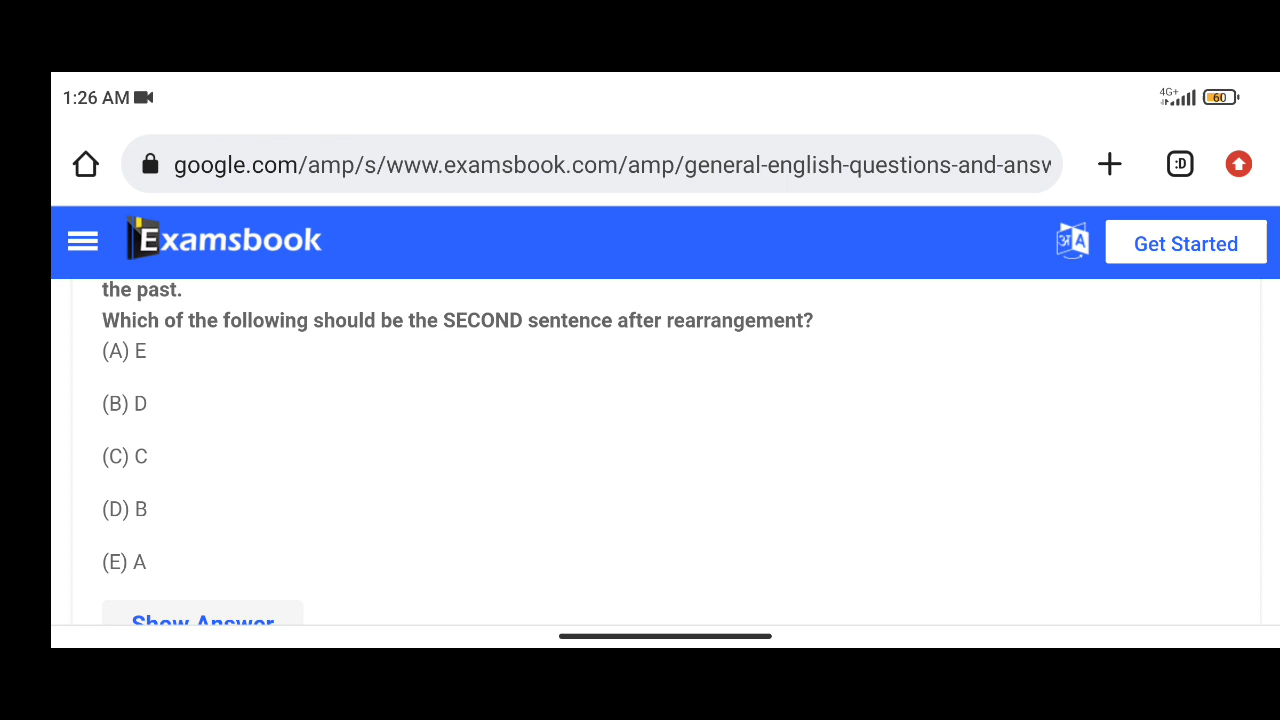 1:26 AM
4G+
60
google.com/amp/s/www.examsbook.com/amp/general-english-questions-and-answ
:D
Examsbook
अ A
Get Started
the past.
Which of the following should be the SECOND sentence after rearrangement?
(A) E
(B) D
(C) C
(D) B
(E) A
Show Answer